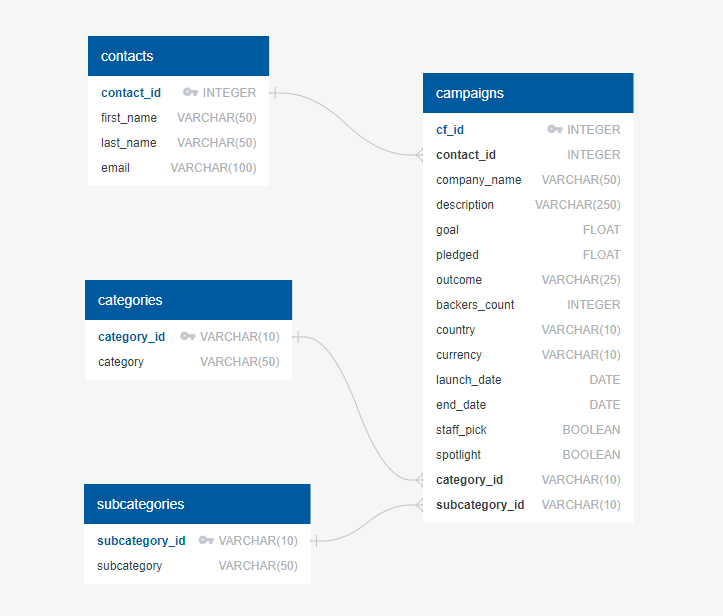 contacts
contact_id INTEGER
first_name VARCHAR(50)
last_name VARCHAR(50)
email VARCHAR(100)
campaigns
cf_id INTEGER
contact_id INTEGER
company_name VARCHAR(50)
description VARCHAR(250)
goal FLOAT
pledged FLOAT
outcome VARCHAR(25)
backers_count INTEGER
country VARCHAR(10)
currency VARCHAR(10)
launch_date DATE
end_date DATE
staff_pick BOOLEAN
spotlight BOOLEAN
category_id VARCHAR(10)
subcategory_id VARCHAR(10)
categories
category_id VARCHAR(10)
category VARCHAR(50)
subcategories
subcategory_id VARCHAR(10)
subcategory VARCHAR(50)